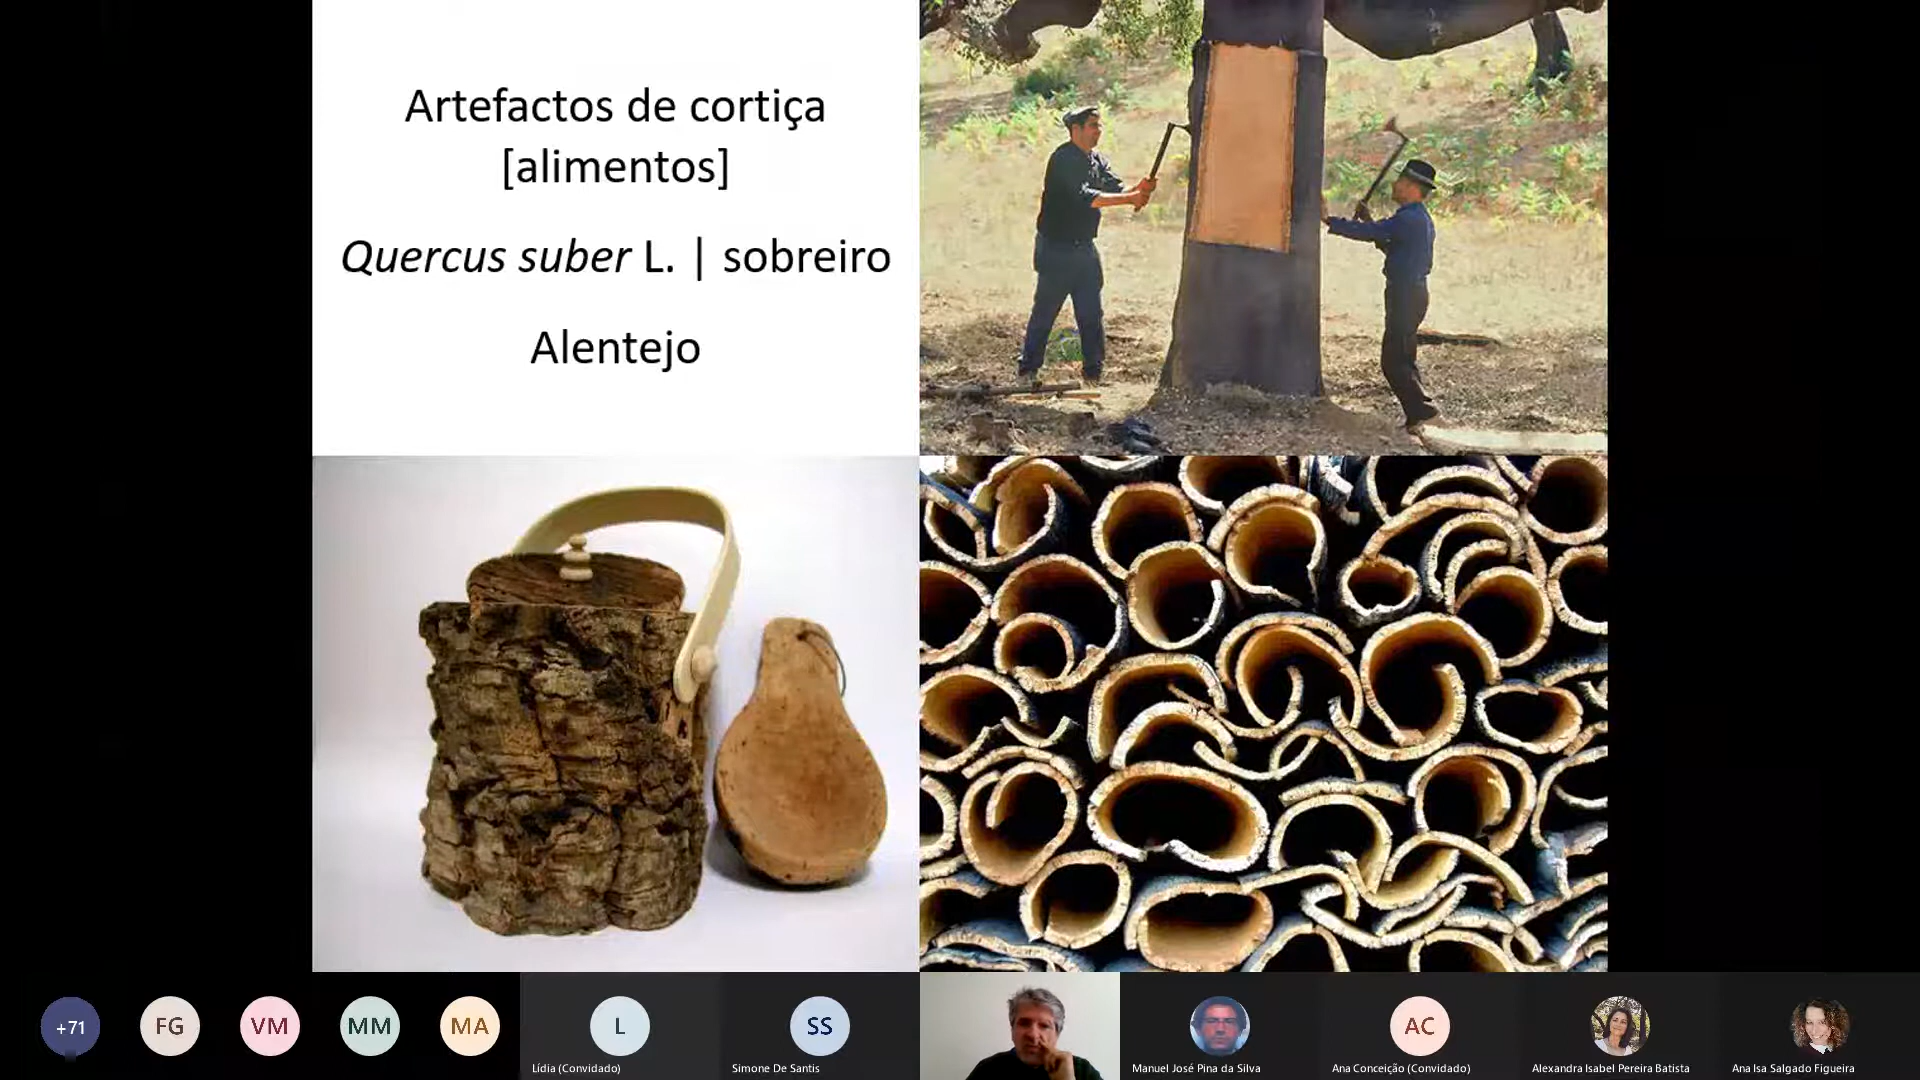 Artefactos de cortiça
[alimentos]
Quercus suber L. | sobreiro
Alentejo
+71
FG
VM
MM
MA
L
SS
AC
Lídia (Convidado)
Simone De Santis
Manuel José Pina da Silva
Ana Conceição (Convidado)
Alexandra Isabel Pereira Batista
Ana Isa Salgado Figueira